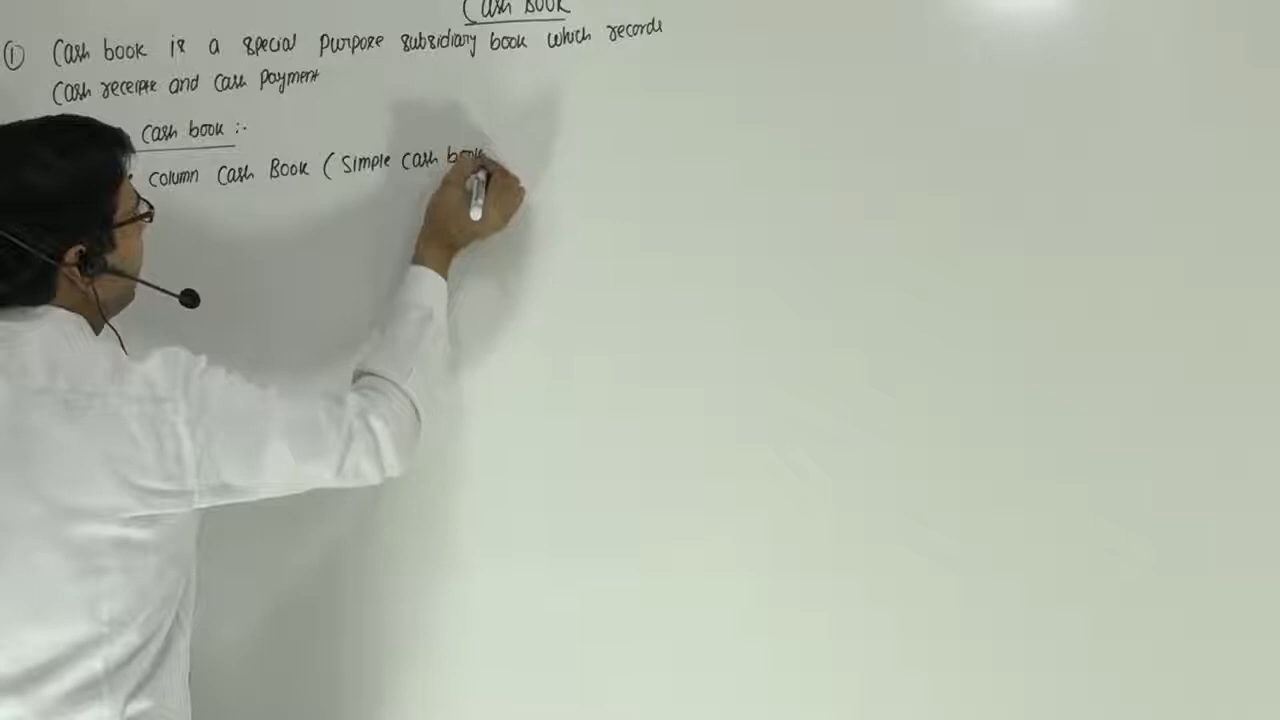 Cash Book
① Cash book is a special purpose subsidiary book which records
Cash receipts and cash payment
Cash book :-
Column Cash Book ( Simple Cash book